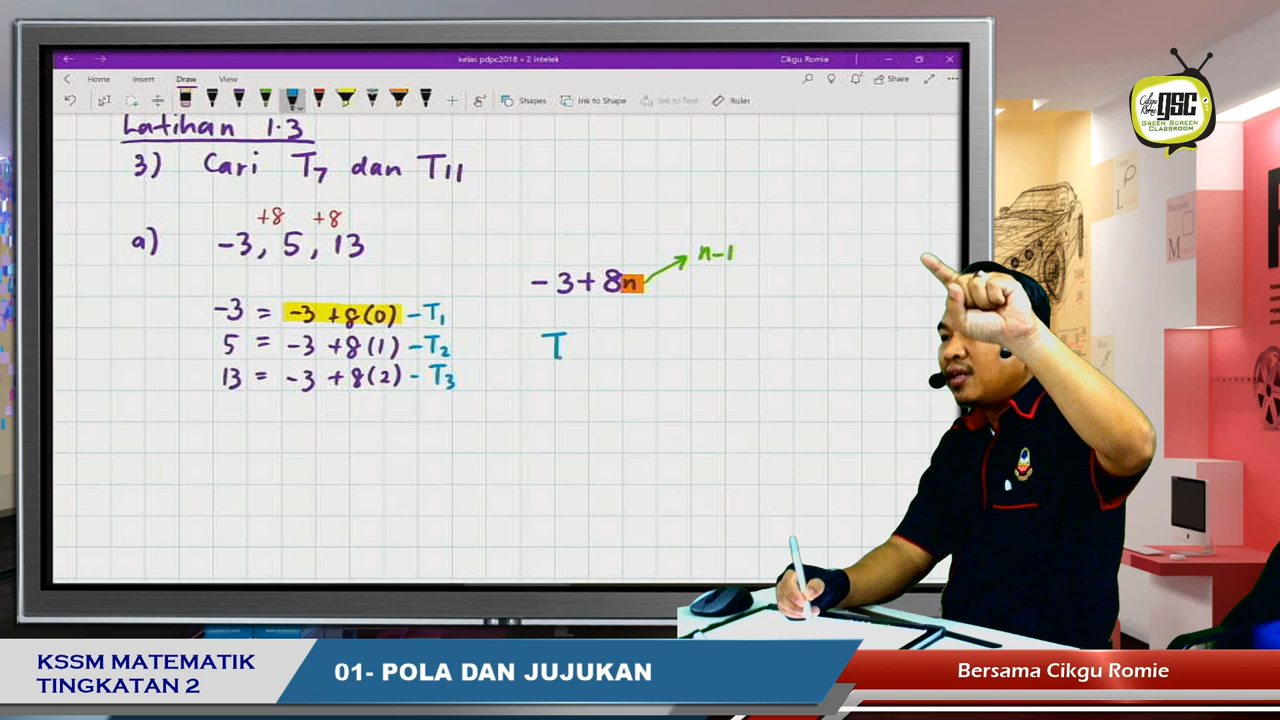 kelas pdpc2018 » 2 intelek
Cikgu Romie
Home Insert Draw View
Share
Shapes Ink to Shape Ink to Text Ruler
Latihan 1.3
3) Cari T7 dan T11
+8 +8
a) -3, 5, 13
n-1
-3+8n
-3 = -3 +8(0) -T1
5 = -3 +8(1) -T2
T
13 = -3 +8(2) - T3
Cikgu Romie GSC
GREEN SCREEN
CLASSROOM
L
M
KSSM MATEMATIK
TINGKATAN 2
01- POLA DAN JUJUKAN
Bersama Cikgu Romie